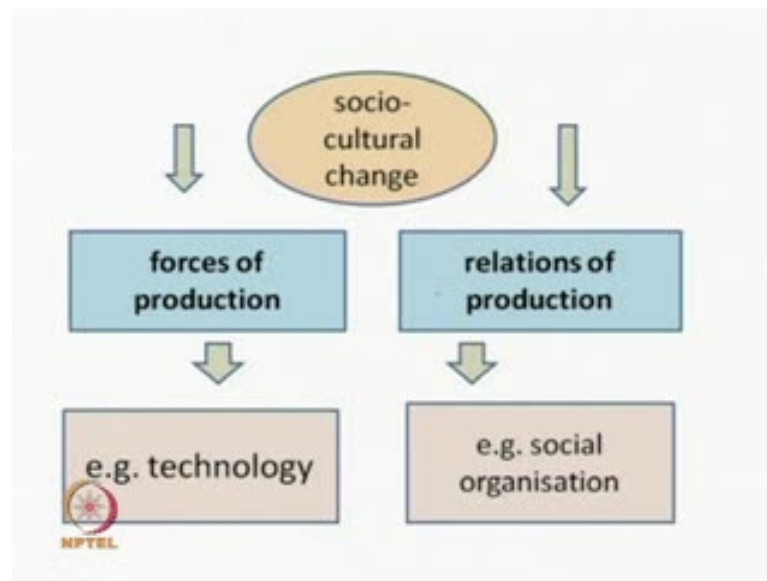 socio-
cultural
change
forces of
production
relations of
production
e.g. technology
e.g. social
organisation
NPTEL